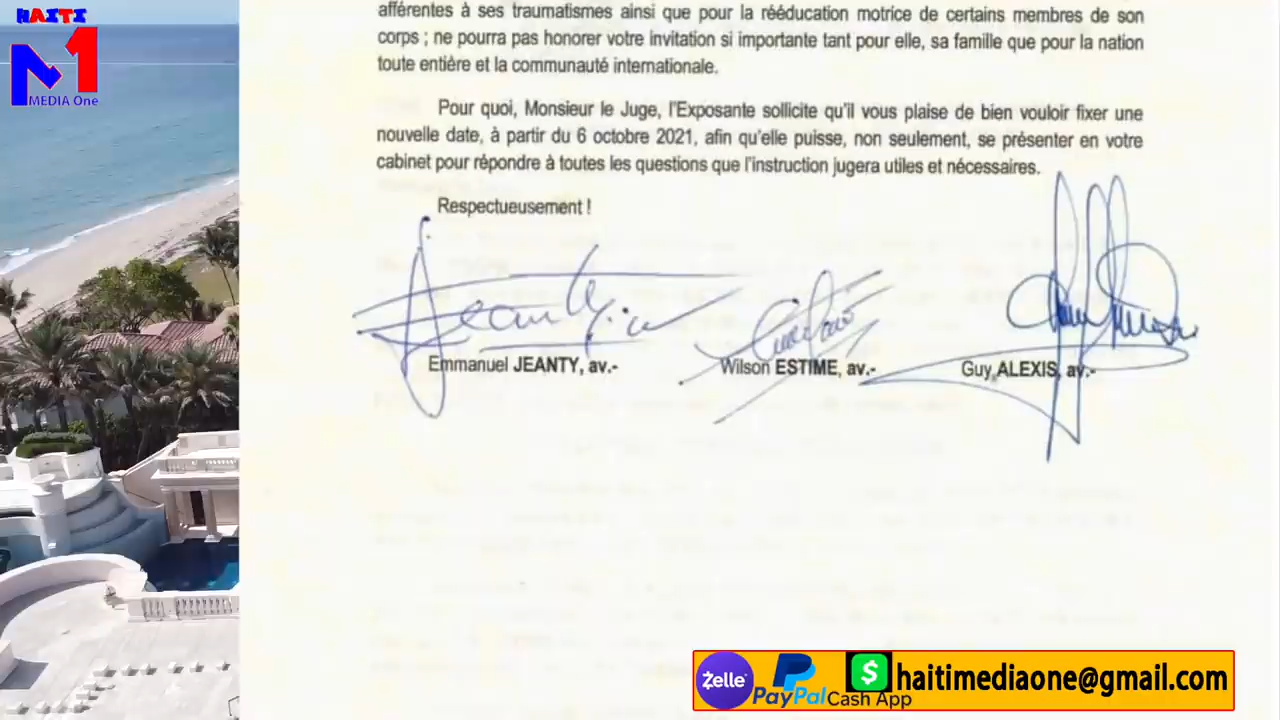 HAITI
M1
MEDIA One
afférentes à ses traumatismes ainsi que pour la rééducation motrice de certains membres de son
corps ; ne pourra pas honorer votre invitation si importante tant pour elle, sa famille que pour la nation
toute entière et la communauté internationale.
Pour quoi, Monsieur le Juge, l'Exposante sollicite qu'il vous plaise de bien vouloir fixer une
nouvelle date, à partir du 6 octobre 2021, afin qu'elle puisse, non seulement, se présenter en votre
cabinet pour répondre à toutes les questions que l'instruction jugera utiles et nécessaires.
Respectueusement !
Emmanuel JEANTY, av.- Wilson ESTIME, av.- Guy ALEXIS, av.-
Zelle PayPal $ Cash App haitimediaone@gmail.com